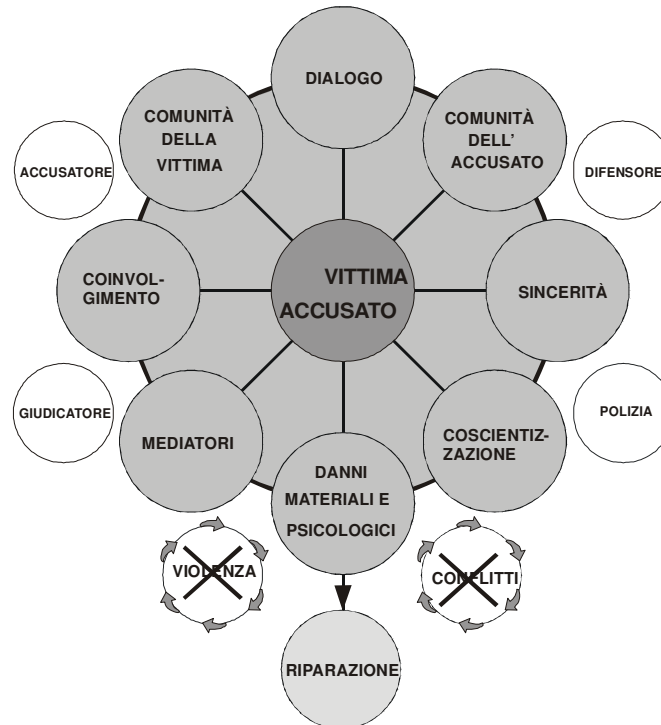 DIALOGO
COMUNITÀ
DELLA
VITTIMA
COMUNITÀ
DELL’
ACCUSATO
ACCUSATORE
DIFENSORE
COINVOL-
GIMENTO
VITTIMA
ACCUSATO
SINCERITÀ
GIUDICATORE
POLIZIA
MEDIATORI
COSCIENTIZ-
ZAZIONE
DANNI
MATERIALI E
PSICOLOGICI
VIOLENZA
CONFLITTI
RIPARAZIONE